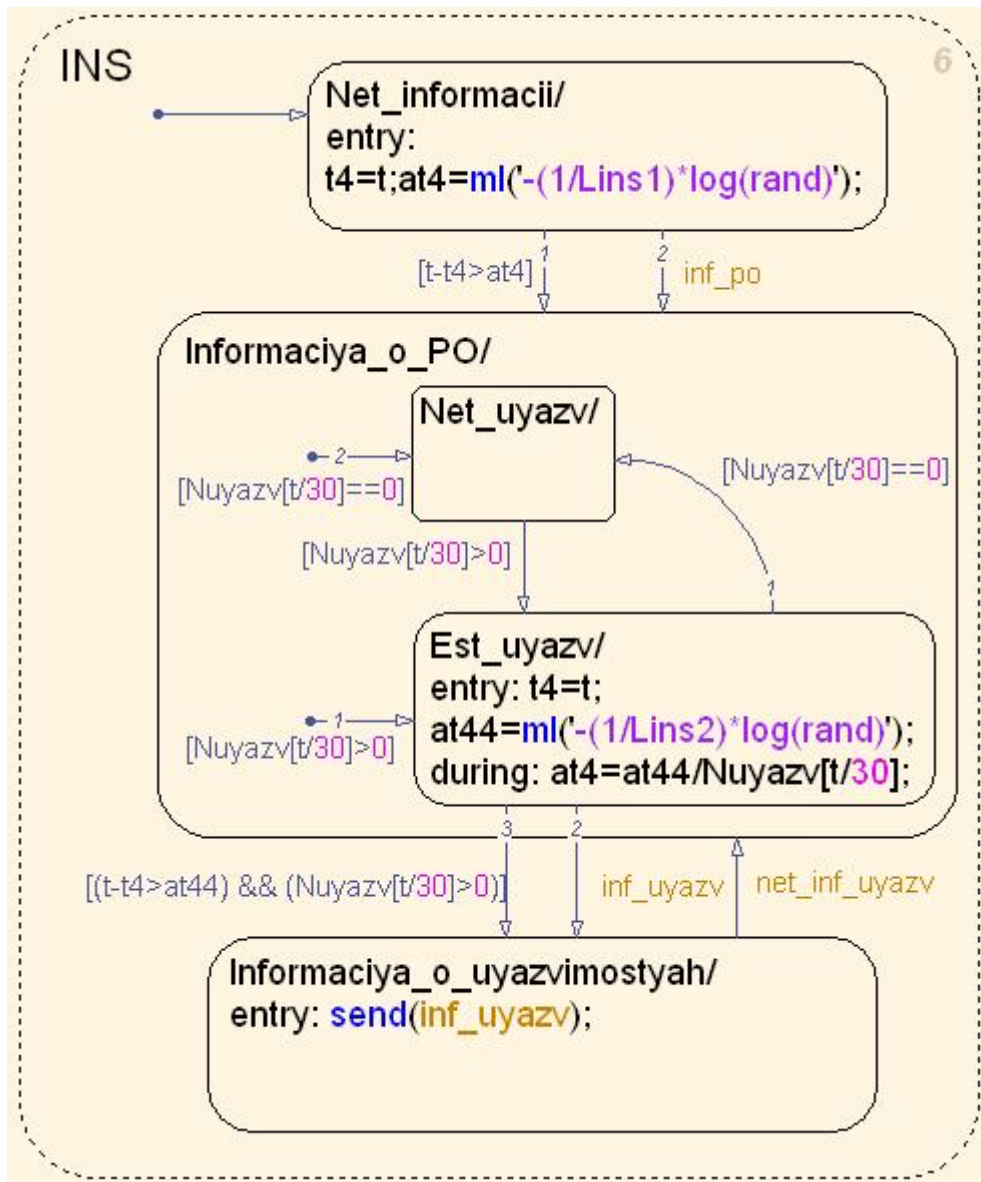 INS
6
Net_informacii/
entry:
t4=t;at4=ml('-(1/Lins1)*log(rand)');
1
2
[t-t4>at4]
inf_po
Informaciya_o_PO/
Net_uyazv/
2
[Nuyazv[t/30]==0]
[Nuyazv[t/30]==0]
[Nuyazv[t/30]>0]
1
Est_uyazv/
entry: t4=t;
at44=ml('-(1/Lins2)*log(rand)');
during: at4=at44/Nuyazv[t/30];
1
[Nuyazv[t/30]>0]
3
2
[(t-t4>at44) && (Nuyazv[t/30]>0)]
inf_uyazv
net_inf_uyazv
Informaciya_o_uyazvimostyah/
entry: send(inf_uyazv);